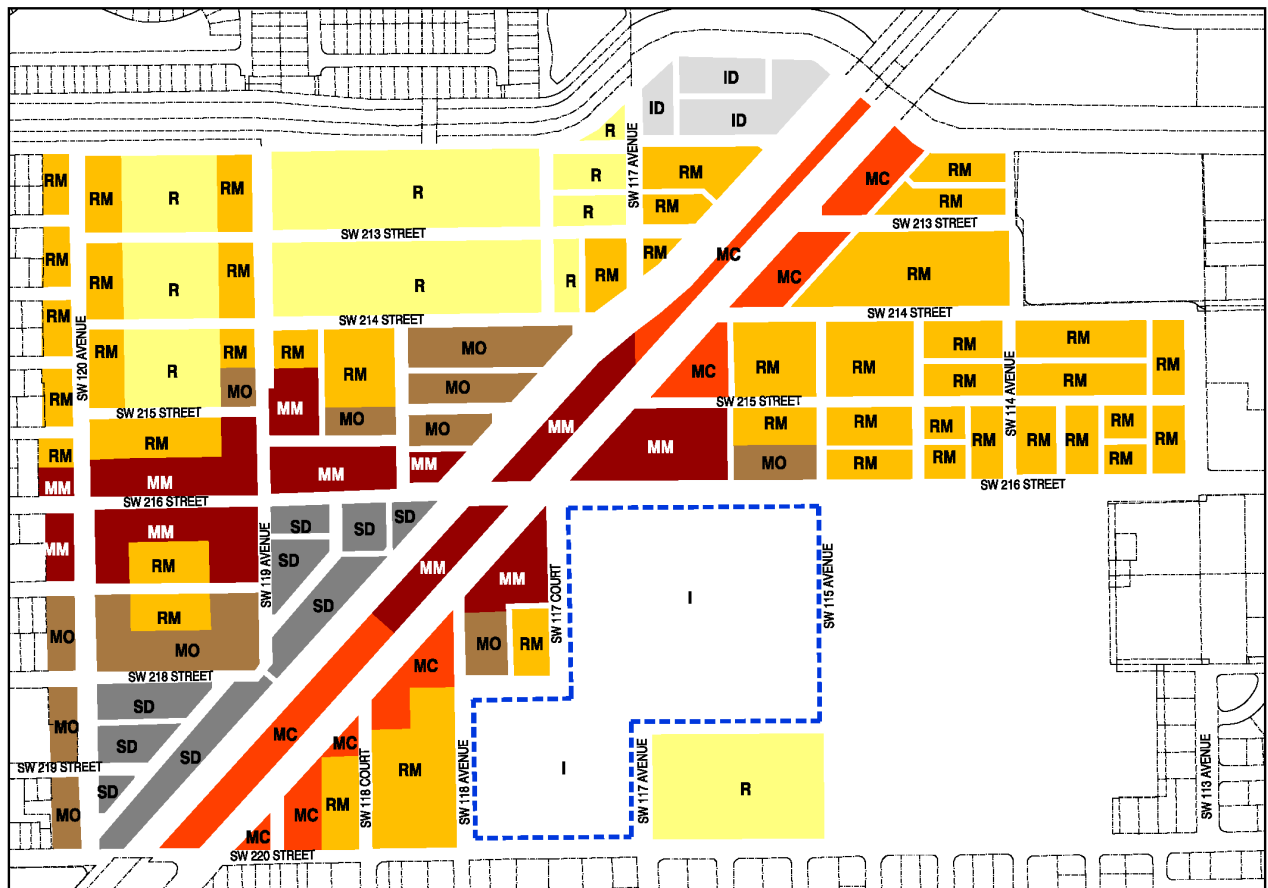 ID
ID
ID
R
SW 117 AVENUE
RM
R
RM
R
RM
R
RM
RM
R
RM
MC
RM
RM
SW 213 STREET
SW 213 STREET
RM
RM
R
RM
R
R
RM
RM
MC
MC
RM
SW 214 STREET
SW 214 STREET
RM
SW 120 AVENUE
RM
R
RM
MO
RM
MM
RM
MO
MO
MO
MO
MC
RM
RM
RM
RM
SW 114 AVENUE
RM
RM
RM
RM
SW 215 STREET
SW 215 STREET
RM
RM
MM
MM
MM
MM
MM
MM
MM
RM
MO
RM
RM
RM
RM
RM
RM
RM
RM
RM
RM
SW 216 STREET
SW 216 STREET
MM
MM
RM
RM
MO
MO
SW 119 AVENUE
SD
SD
SD
SD
SD
MM
MM
MO
RM
SW 117 COURT
I
SW 115 AVENUE
SW 218 STREET
MO
SD
SD
SD
SD
SW 219 STREET
MO
MC
MC
MC
MC
MC
RM
RM
SW 118 COURT
SW 118 AVENUE
I
SW 117 AVENUE
R
SW 113 AVENUE
SW 220 STREET